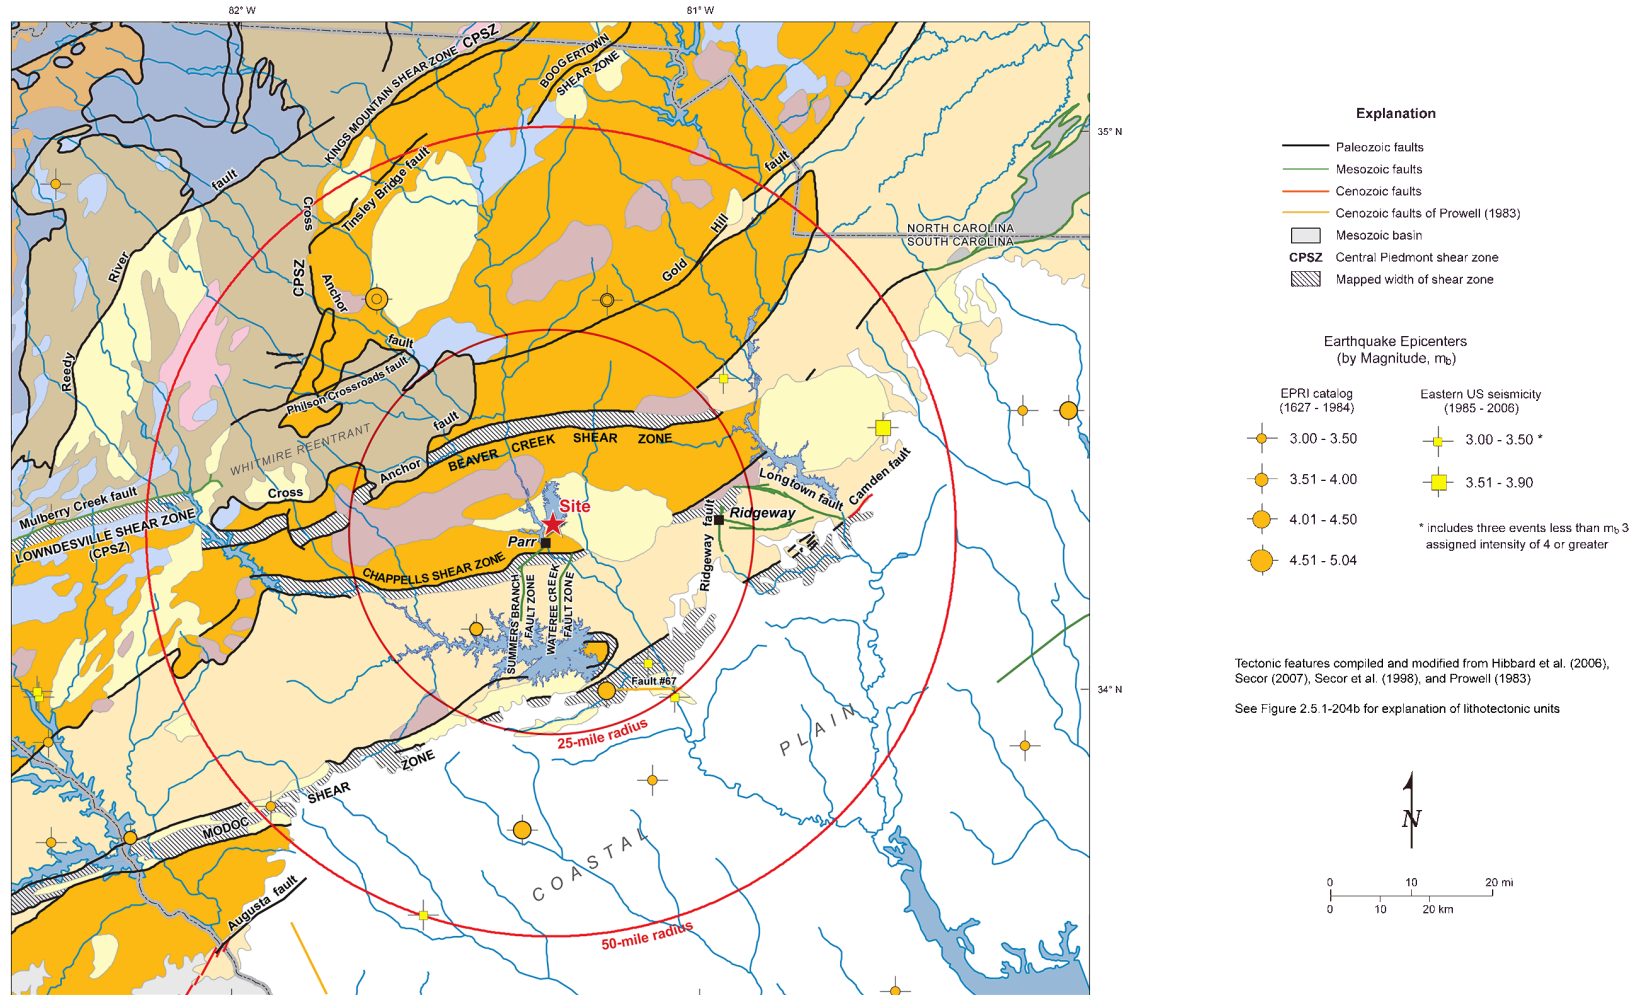 82° W
81° W
35° N
34° N
KINGS MOUNTAIN SHEAR ZONE CPSZ
BOOGERTOWN
SHEAR ZONE
fault
Cross
Tinsley Bridge fault
fault
Hill
Gold
NORTH CAROLINA
SOUTH CAROLINA
River
CPSZ
Anchor
fault
Reedy
Philson Crossroads fault
WHITMIRE REENTRANT
fault
Anchor
BEAVER CREEK SHEAR ZONE
Cross
Mulberry Creek fault
LOWNDESVILLE SHEAR ZONE
(CPSZ)
Longtown fault
Camden fault
Ridgeway
Ridgeway fault
Site
Parr
CHAPPELLS SHEAR ZONE
SUMMERS BRANCH
FAULT ZONE
WATEREE CREEK
FAULT ZONE
Fault #67
25-mile radius
PLAIN
COASTAL
MODOC SHEAR ZONE
Augusta fault
50-mile radius
Explanation
Paleozoic faults
Mesozoic faults
Cenozoic faults
Cenozoic faults of Prowell (1983)
Mesozoic basin
CPSZ Central Piedmont shear zone
Mapped width of shear zone
Earthquake Epicenters
(by Magnitude, mb)
EPRI catalog
(1627 - 1984)
Eastern US seismicity
(1985 - 2006)
3.00 - 3.50
3.00 - 3.50 *
3.51 - 4.00
3.51 - 3.90
4.01 - 4.50
* includes three events less than mb 3
assigned intensity of 4 or greater
4.51 - 5.04
Tectonic features compiled and modified from Hibbard et al. (2006),
Secor (2007), Secor et al. (1998), and Prowell (1983)
See Figure 2.5.1-204b for explanation of lithotectonic units
N
0 10 20 mi
0 10 20 km